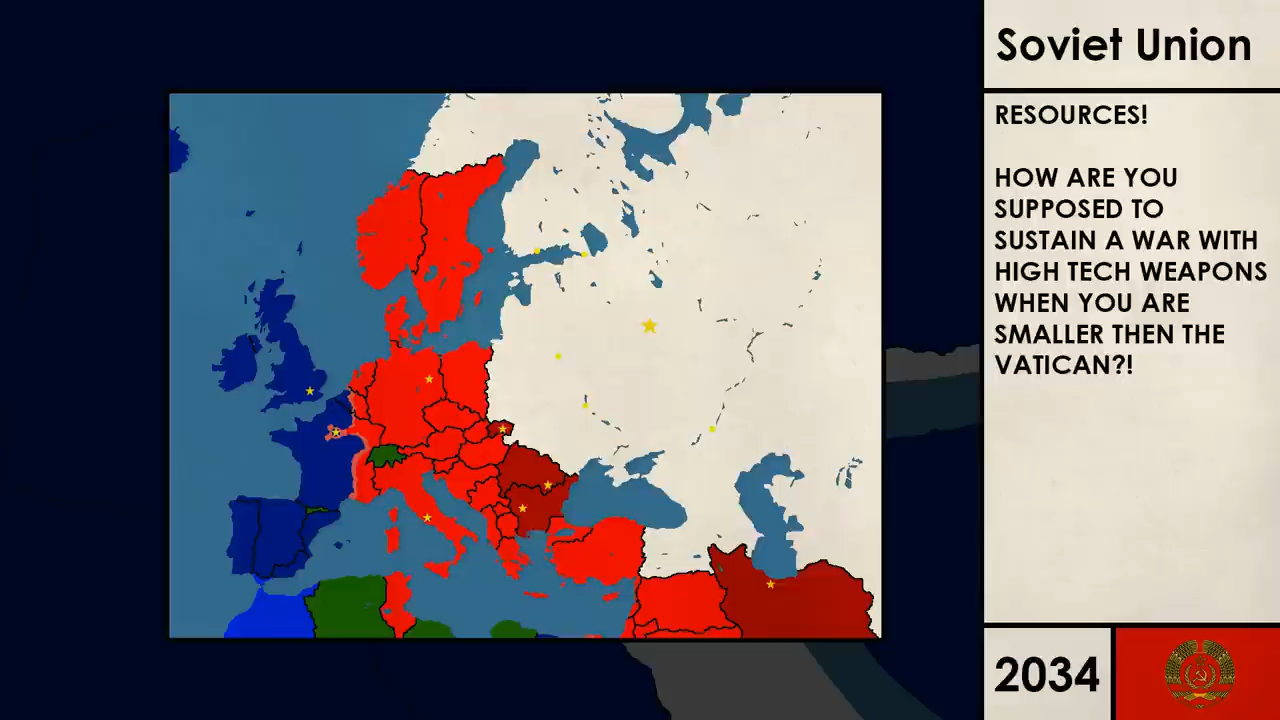 Soviet Union
RESOURCES!
HOW ARE YOU
SUPPOSED TO
SUSTAIN A WAR WITH
HIGH TECH WEAPONS
WHEN YOU ARE
SMALLER THEN THE
VATICAN?!
2034